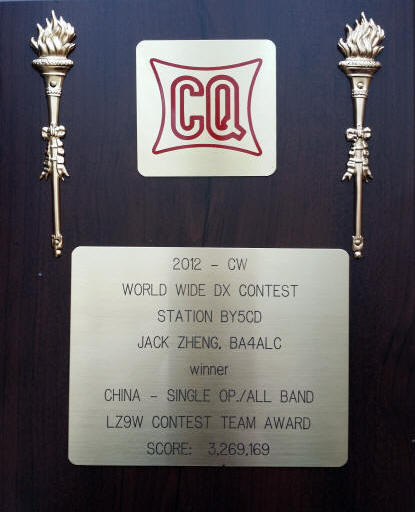 CQ
2012 - CW
WORLD WIDE DX CONTEST
STATION BY5CD
JACK ZHENG, BA4ALC
winner
CHINA - SINGLE OP./ALL BAND
LZ9W CONTEST TEAM AWARD
SCORE: 3,269,169